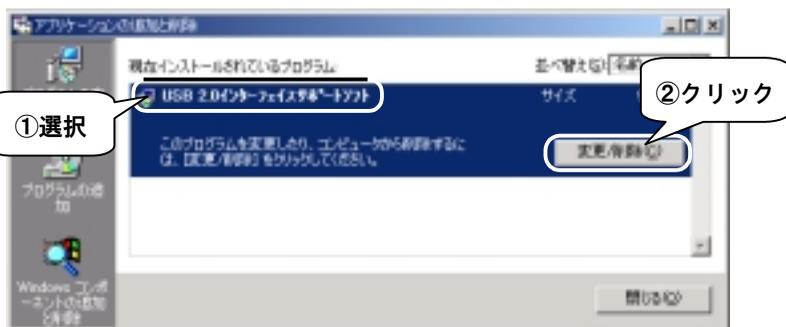 アプリケーションの追加と削除
現在インストールされているプログラム:
並べ替え(S): 名前
USB 2.0インターフェイスサポートソフト
サイズ
①選択
②クリック
このプログラムを変更したり、コンピュータから削除するに
は、[変更/削除] をクリックしてください。
変更/削除(C)
プログラムの追
加
Windows コンポ
ーネントの追加
と削除
閉じる(O)